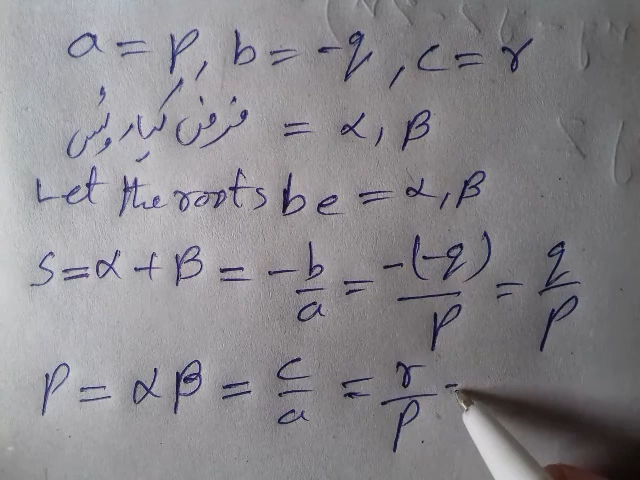 a = p, b = -q, c = r
فرض کیا روٹس = α, β
Let the roots be = α, β
S = α + β = -b/a = -(-q)/p = q/p
P = αβ = c/a = r/p